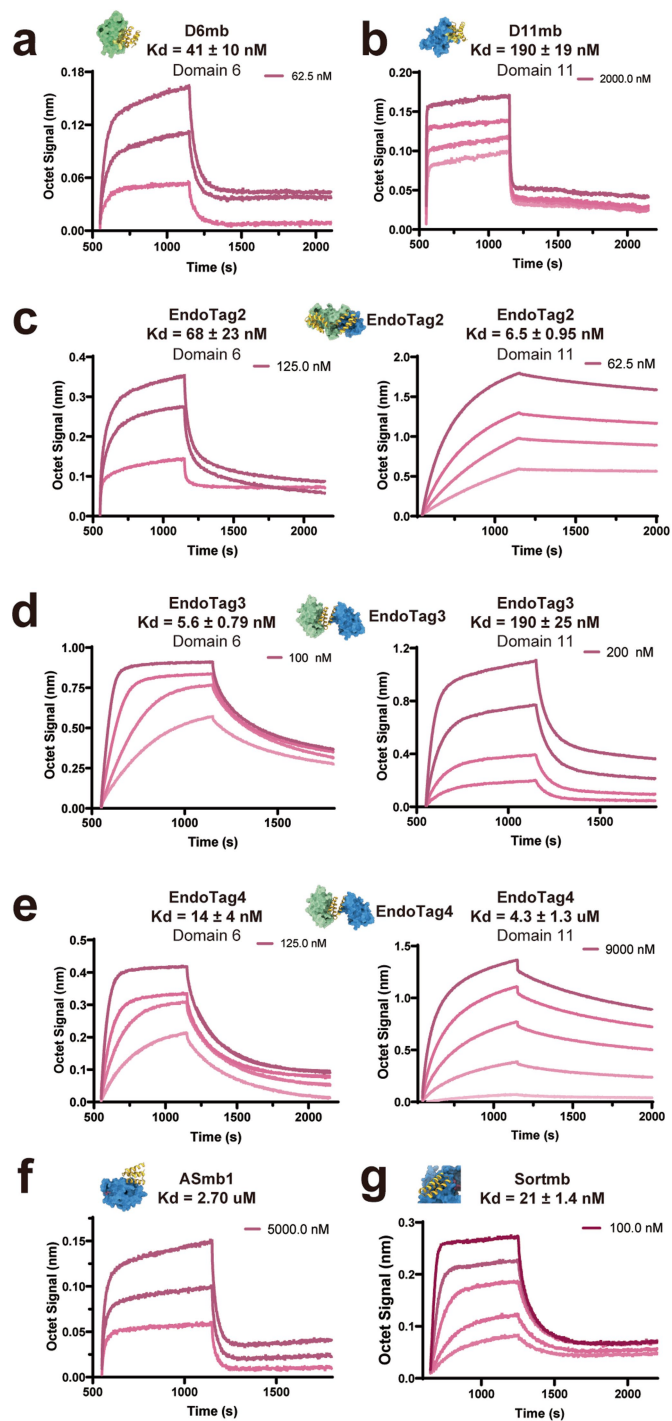 a
D6mb
Kd = 41 ± 10 nM
Domain 6
62.5 nM
Octet Signal (nm)
0.18
0.12
0.06
0.00
500
1000
1500
2000
Time (s)
b
D11mb
Kd = 190 ± 19 nM
Domain 11
2000.0 nM
Octet Signal (nm)
0.20
0.15
0.10
0.05
0.00
500
1000
1500
2000
Time (s)
c
EndoTag2
Kd = 68 ± 23 nM
Domain 6
125.0 nM
EndoTag2
Octet Signal (nm)
0.4
0.3
0.2
0.1
0.0
500
1000
1500
2000
Time (s)
EndoTag2
Kd = 6.5 ± 0.95 nM
Domain 11
62.5 nM
Octet Signal (nm)
2.0
1.5
1.0
0.5
0.0
1000
1500
2000
Time (s)
d
EndoTag3
Kd = 5.6 ± 0.79 nM
Domain 6
100 nM
EndoTag3
Octet Signal (nm)
1.00
0.75
0.50
0.25
0.00
500
1000
1500
Time (s)
EndoTag3
Kd = 190 ± 25 nM
Domain 11
200 nM
Octet Signal (nm)
1.2
0.8
0.4
0.0
500
1000
1500
Time (s)
e
EndoTag4
Kd = 14 ± 4 nM
Domain 6
125.0 nM
EndoTag4
Octet Signal (nm)
0.5
0.4
0.3
0.2
0.1
0.0
500
1000
1500
2000
Time (s)
EndoTag4
Kd = 4.3 ± 1.3 uM
Domain 11
9000 nM
Octet Signal (nm)
1.5
1.0
0.5
0.0
1000
1500
2000
Time (s)
f
ASmb1
Kd = 2.70 uM
5000.0 nM
Octet Signal (nm)
0.15
0.10
0.05
0.00
500
1000
1500
2000
Time (s)
g
Sortmb
Kd = 21 ± 1.4 nM
100.0 nM
Octet Signal (nm)
0.3
0.2
0.1
0.0
500
1000
1500
2000
Time (s)